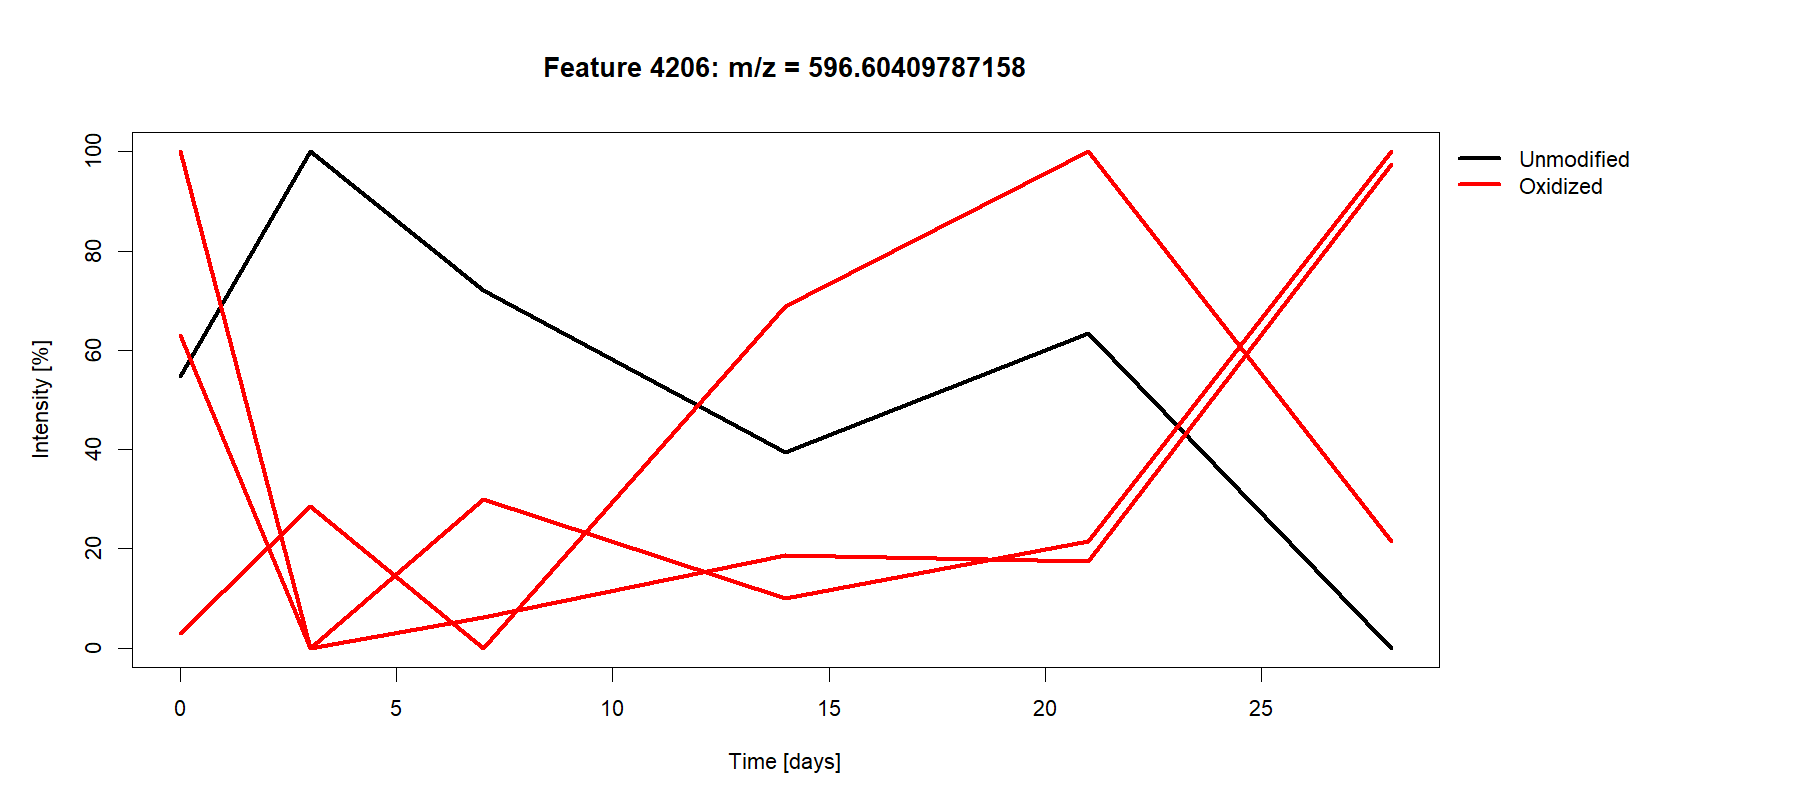 Feature 4206: m/z = 596.60409787158
Intensity [%]
100
80
60
40
20
0
0 5 10 15 20 25
Time [days]
Unmodified
Oxidized